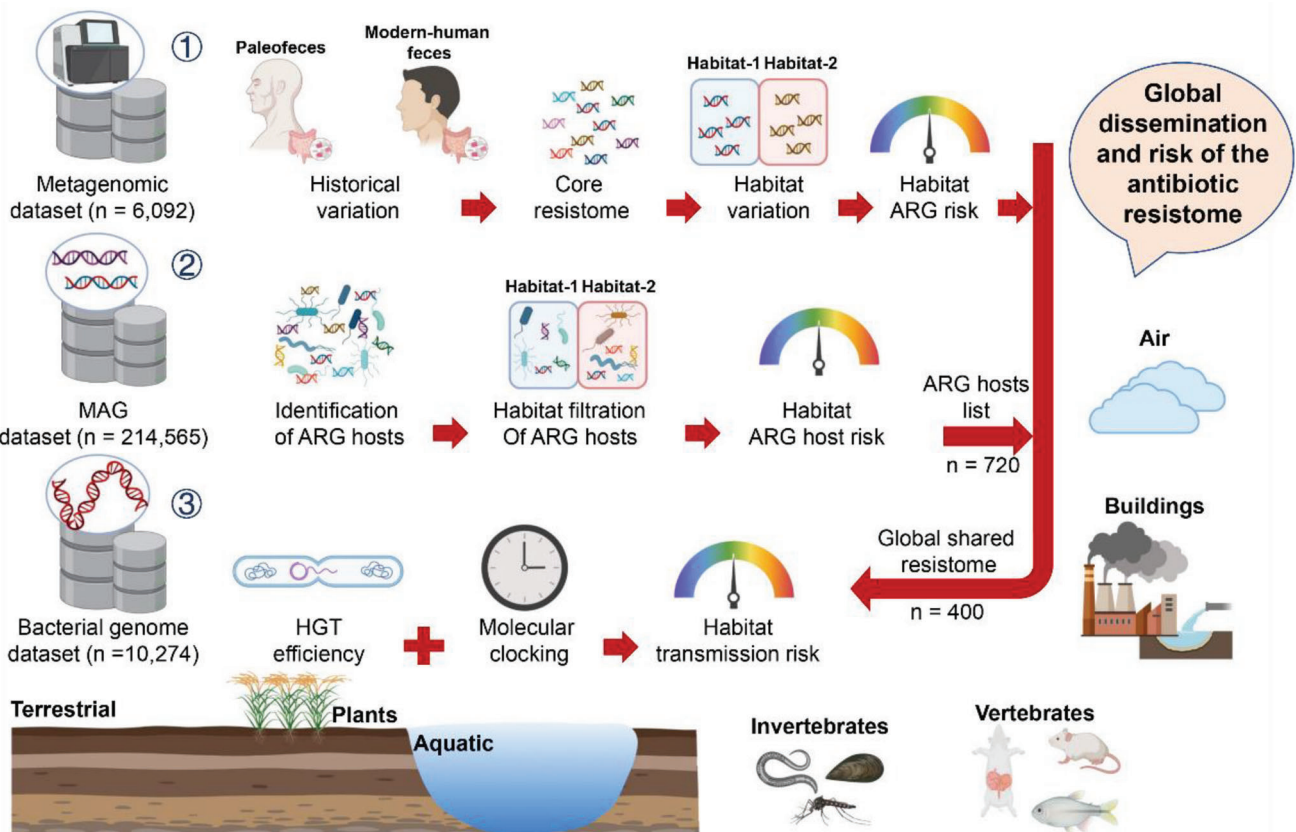 ①
Paleofeces
Modern-human
feces
Habitat-1 Habitat-2
Metagenomic
dataset (n = 6,092)
Historical
variation
Core
resistome
Habitat
variation
Habitat
ARG risk
Global
dissemination
and risk of the
antibiotic
resistome
②
Habitat-1 Habitat-2
MAG
dataset (n = 214,565)
Identification
of ARG hosts
Habitat filtration
Of ARG hosts
Habitat
ARG host risk
ARG hosts
list
n = 720
Air
③
Bacterial genome
dataset (n =10,274)
HGT
efficiency
Molecular
clocking
Habitat
transmission risk
Global shared
resistome
n = 400
Buildings
Terrestrial
Plants
Aquatic
Invertebrates
Vertebrates